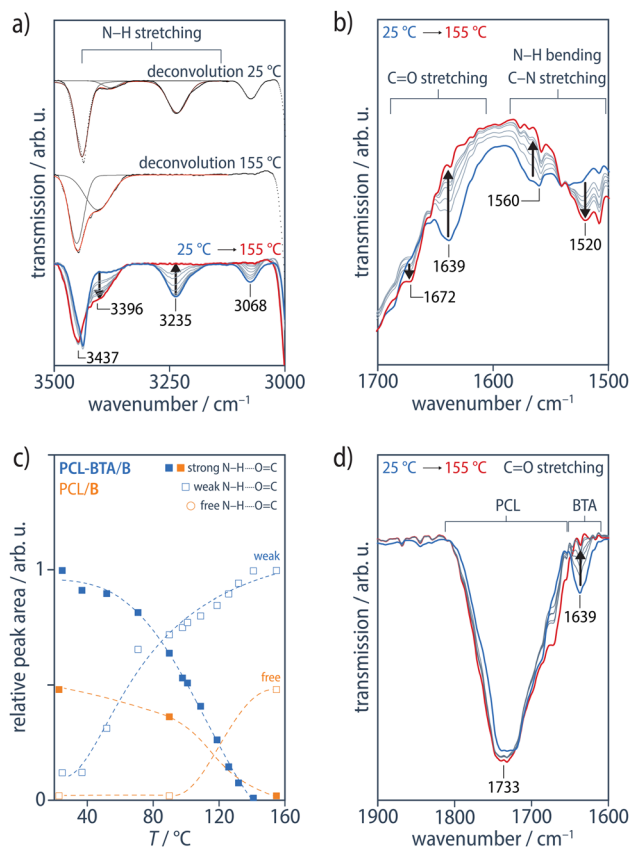 a)
N–H stretching
deconvolution 25 °C
deconvolution 155 °C
25 °C → 155 °C
3396
3235
3068
3437
3500
3250
3000
wavenumber / cm⁻¹
transmission / arb. u.
b)
25 °C → 155 °C
N–H bending
C=O stretching
C–N stretching
1560
1639
1520
1672
1700
1600
1500
wavenumber / cm⁻¹
transmission / arb. u.
c)
PCL-BTA/B
PCL/B
strong N–H·····O=C
weak N–H·····O=C
free N–H·····O=C
weak
free
1
0
40
80
120
160
T / °C
relative peak area / arb. u.
d)
25 °C → 155 °C
C=O stretching
PCL
BTA
1639
1733
1900
1800
1700
1600
wavenumber / cm⁻¹
transmission / arb. u.